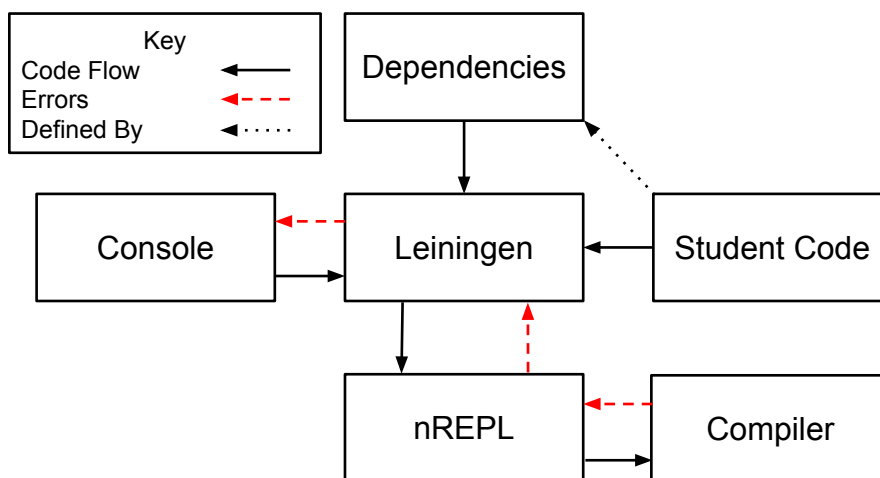 Key
Code Flow
Errors
Defined By
Dependencies
Console
Leiningen
Student Code
nREPL
Compiler